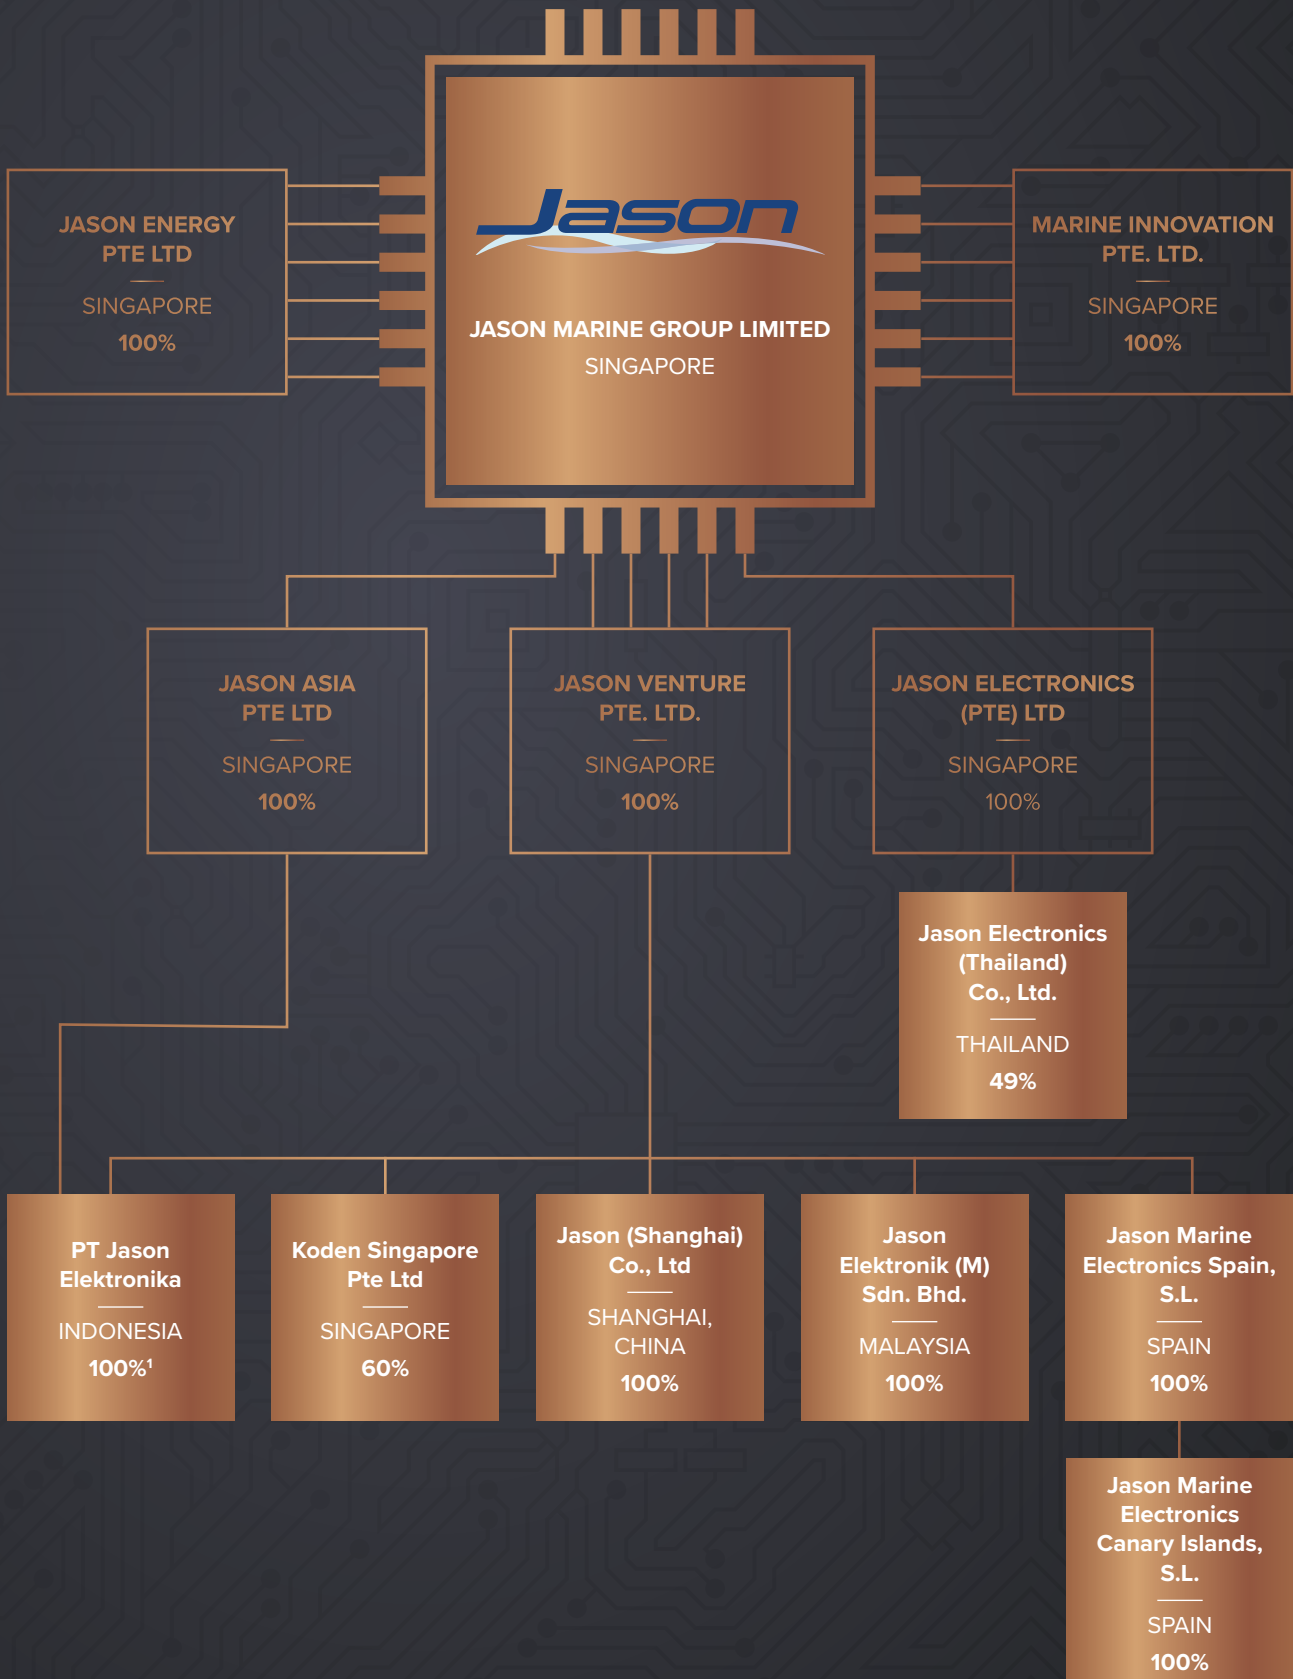 Jason
JASON MARINE GROUP LIMITED
SINGAPORE
JASON ENERGY
PTE LTD
SINGAPORE
100%
MARINE INNOVATION
PTE. LTD.
SINGAPORE
100%
JASON ASIA
PTE LTD
SINGAPORE
100%
JASON VENTURE
PTE. LTD.
SINGAPORE
100%
JASON ELECTRONICS
(PTE) LTD
SINGAPORE
100%
Jason Electronics
(Thailand)
Co., Ltd.
THAILAND
49%
PT Jason
Elektronika
INDONESIA
100%¹
Koden Singapore
Pte Ltd
SINGAPORE
60%
Jason (Shanghai)
Co., Ltd
SHANGHAI,
CHINA
100%
Jason
Elektronik (M)
Sdn. Bhd.
MALAYSIA
100%
Jason Marine
Electronics Spain,
S.L.
SPAIN
100%
Jason Marine
Electronics
Canary Islands,
S.L.
SPAIN
100%